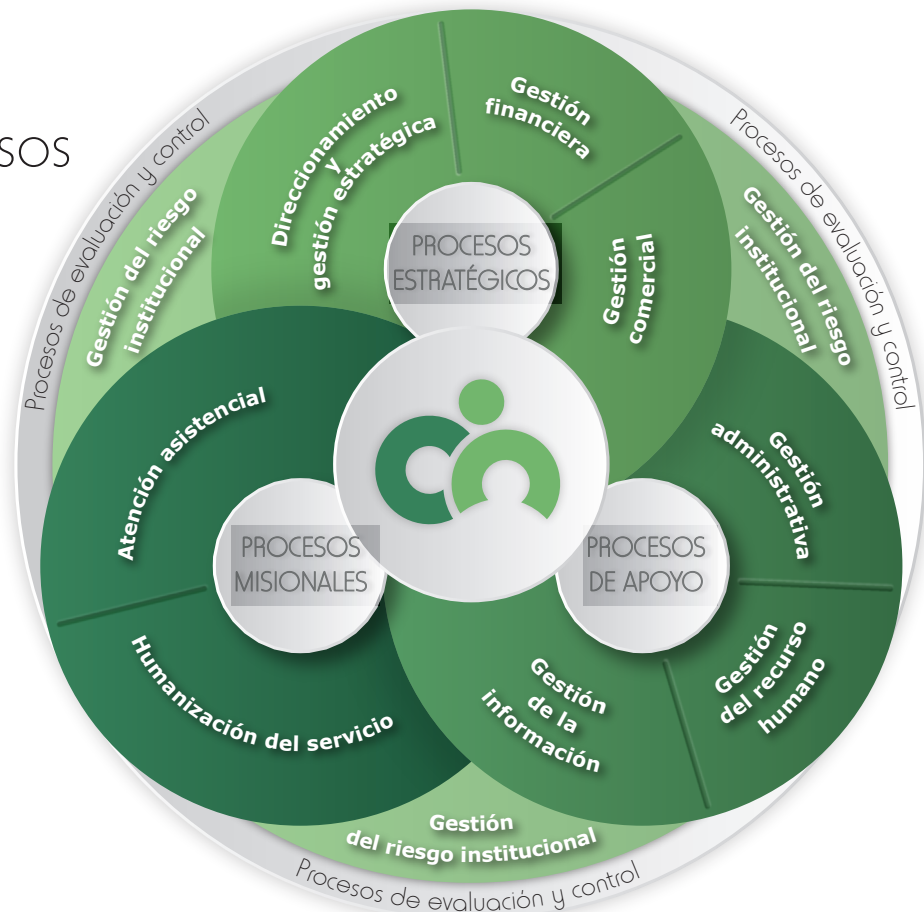 SOS
Procesos de evaluación y control
Procesos de evaluación y control
Gestión del riesgo
institucional
Direccionamiento
y
gestión estratégica
Gestión
financiera
Gestión
comercial
Gestión del riesgo
institucional
PROCESOS
ESTRATÉGICOS
Atención asistencial
Humanización del servicio
PROCESOS
MISIONALES
PROCESOS
DE APOYO
Gestión
administrativa
Gestión
del recurso
humano
Gestión
de la
información
Gestión
del riesgo institucional
Procesos de evaluación y control